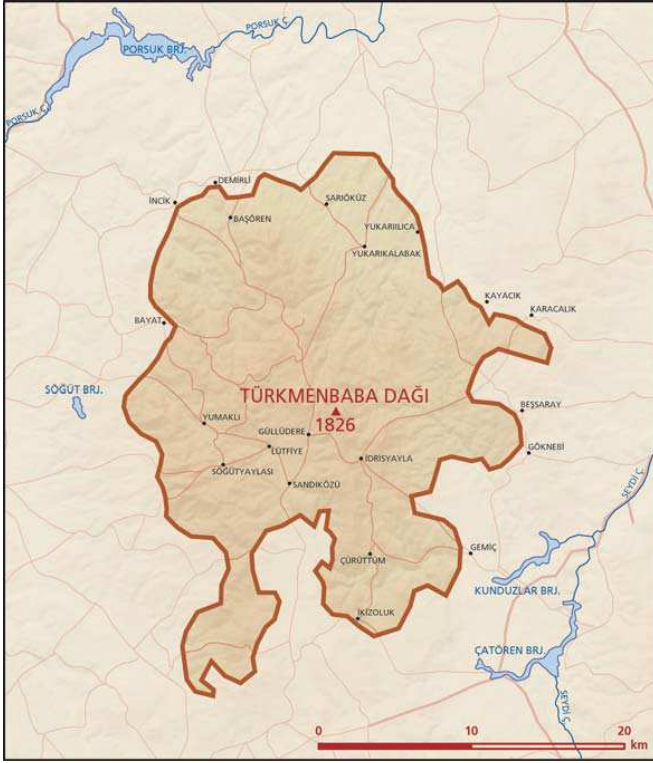 PORSUK Ç.
PORSUK BRJ.
PORSUK Ç.
DEMİRLİ
İNCİK
SARIÖKÜZ
BAŞÖREN
YUKARIILICA
YUKARIKALABAK
KAYACIK
KARACALIK
BAYAT
TÜRKMENBABA DAĞI
SÖĞÜT BRJ.
1826
BEŞSARAY
YUMAKLI
GÜLLÜDERE
LÜTFİYE
GÖKNEBİ
İDRİSYAYLA
SÖĞÜTYAYLASI
SANDIKÖZÜ
SEYDİ Ç.
GEMİÇ
ÇÜRÜTTÜM
KUNDUZLAR BRJ.
İKİZOLUK
ÇATÖREN BRJ.
SEYDİ Ç.
0 10 20
km